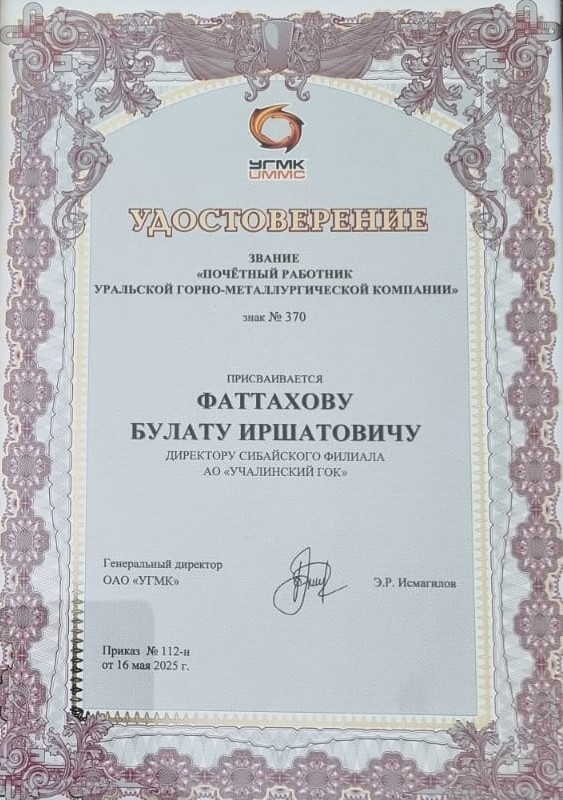 УГМК
UMMC
УДОСТОВЕРЕНИЕ
ЗВАНИЕ
«ПОЧЁТНЫЙ РАБОТНИК
УРАЛЬСКОЙ ГОРНО-МЕТАЛЛУРГИЧЕСКОЙ КОМПАНИИ»
знак № 370
ПРИСВАИВАЕТСЯ
ФАТТАХОВУ
БУЛАТУ ИРШАТОВИЧУ
ДИРЕКТОРУ СИБАЙСКОГО ФИЛИАЛА
АО «УЧАЛИНСКИЙ ГОК»
Генеральный директор
ОАО «УГМК»
Э.Р. Исмагилов
Приказ № 112-н
от 16 мая 2025 г.